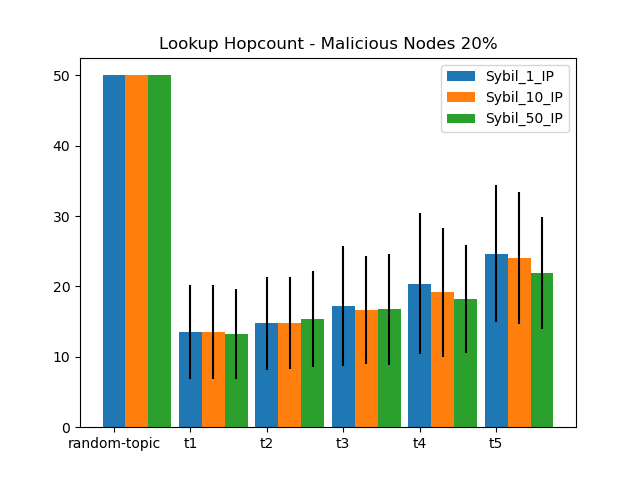 Lookup Hopcount - Malicious Nodes 20%
Sybil_1_IP
Sybil_10_IP
Sybil_50_IP
50
40
30
20
10
0
random-topic t1 t2 t3 t4 t5